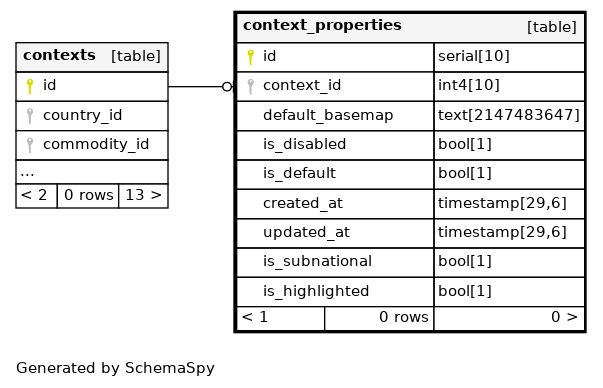 contexts [table]
id
country_id
commodity_id
...
< 2 0 rows 13 >
context_properties [table]
id serial[10]
context_id int4[10]
default_basemap text[2147483647]
is_disabled bool[1]
is_default bool[1]
created_at timestamp[29,6]
updated_at timestamp[29,6]
is_subnational bool[1]
is_highlighted bool[1]
< 1 0 rows 0 >
Generated by SchemaSpy